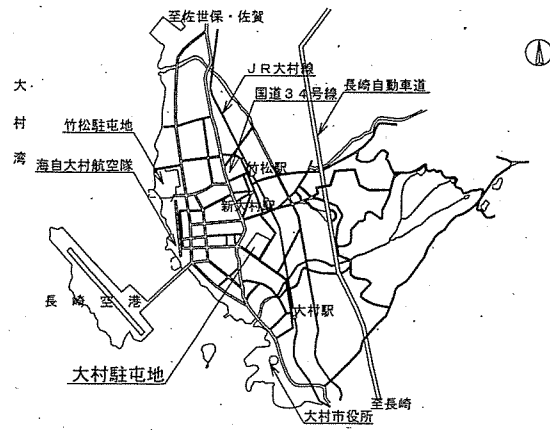 至佐世保・佐賀
JR大村線
国道34号線
長崎自動車道
大村湾
竹松駐屯地
海自大村航空隊
竹松駅
新大村駅
長崎空港
大村駅
大村駐屯地
至長崎
大村市役所